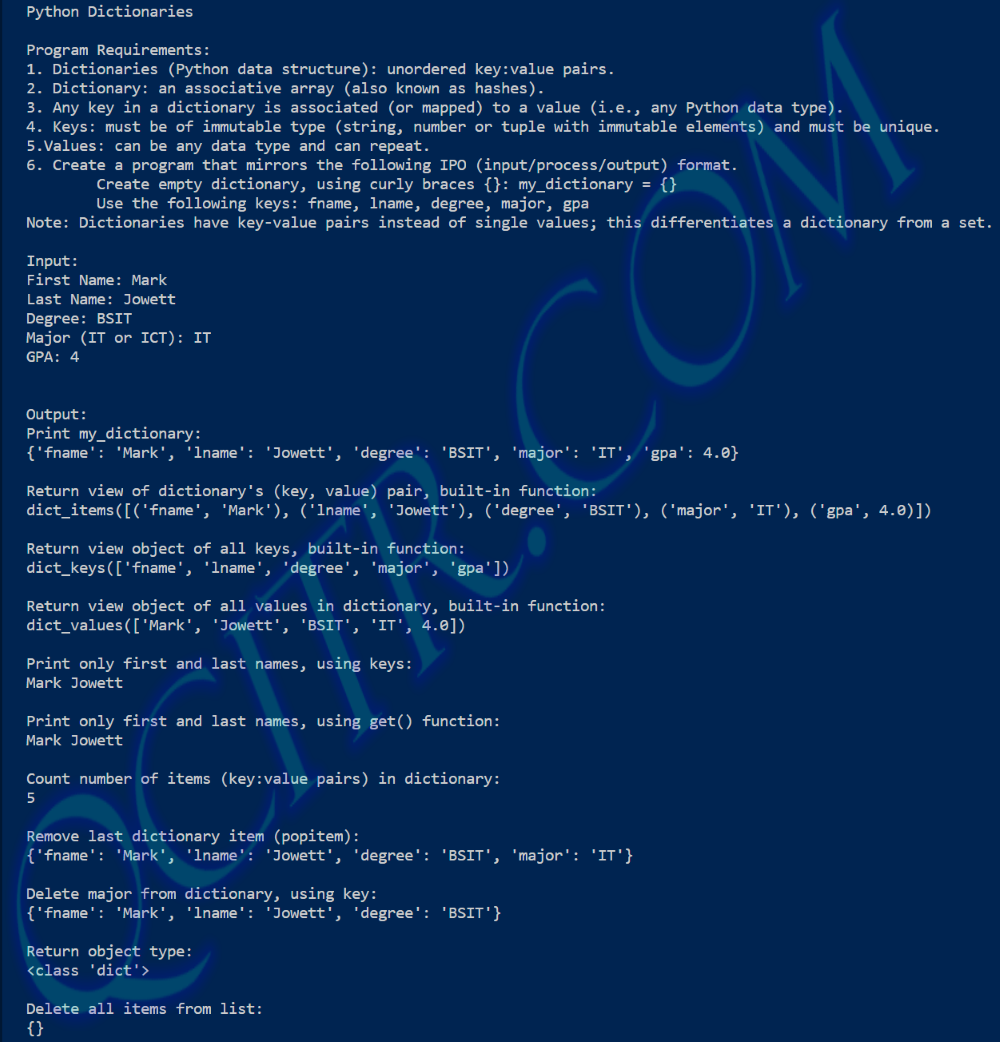 Python Dictionaries
Program Requirements:
1. Dictionaries (Python data structure): unordered key:value pairs.
2. Dictionary: an associative array (also known as hashes).
3. Any key in a dictionary is associated (or mapped) to a value (i.e., any Python data type).
4. Keys: must be of immutable type (string, number or tuple with immutable elements) and must be unique.
5.Values: can be any data type and can repeat.
6. Create a program that mirrors the following IPO (input/process/output) format.
Create empty dictionary, using curly braces {}: my_dictionary = {}
Use the following keys: fname, lname, degree, major, gpa
Note: Dictionaries have key-value pairs instead of single values; this differentiates a dictionary from a set.
Input:
First Name: Mark
Last Name: Jowett
Degree: BSIT
Major (IT or ICT): IT
GPA: 4
Output:
Print my_dictionary:
{'fname': 'Mark', 'lname': 'Jowett', 'degree': 'BSIT', 'major': 'IT', 'gpa': 4.0}
Return view of dictionary's (key, value) pair, built-in function:
dict_items([('fname', 'Mark'), ('lname', 'Jowett'), ('degree', 'BSIT'), ('major', 'IT'), ('gpa', 4.0)])
Return view object of all keys, built-in function:
dict_keys(['fname', 'lname', 'degree', 'major', 'gpa'])
Return view object of all values in dictionary, built-in function:
dict_values(['Mark', 'Jowett', 'BSIT', 'IT', 4.0])
Print only first and last names, using keys:
Mark Jowett
Print only first and last names, using get() function:
Mark Jowett
Count number of items (key:value pairs) in dictionary:
5
Remove last dictionary item (popitem):
{'fname': 'Mark', 'lname': 'Jowett', 'degree': 'BSIT', 'major': 'IT'}
Delete major from dictionary, using key:
{'fname': 'Mark', 'lname': 'Jowett', 'degree': 'BSIT'}
Return object type:
<class 'dict'>
Delete all items from list:
{}
QCITR.COM